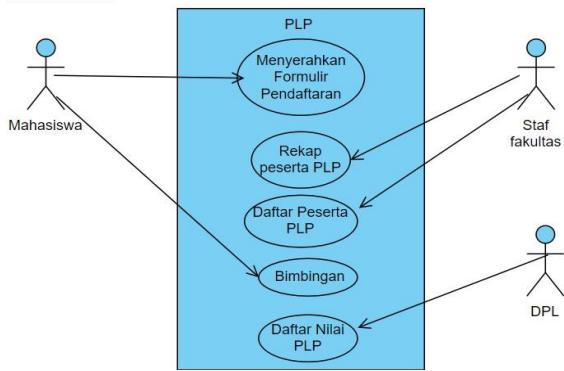 PLP
Menyerahkan
Formulir
Pendaftaran
Mahasiswa
Staf
fakultas
Rekap
peserta PLP
Daftar Peserta
PLP
Bimbingan
DPL
Daftar Nilai
PLP